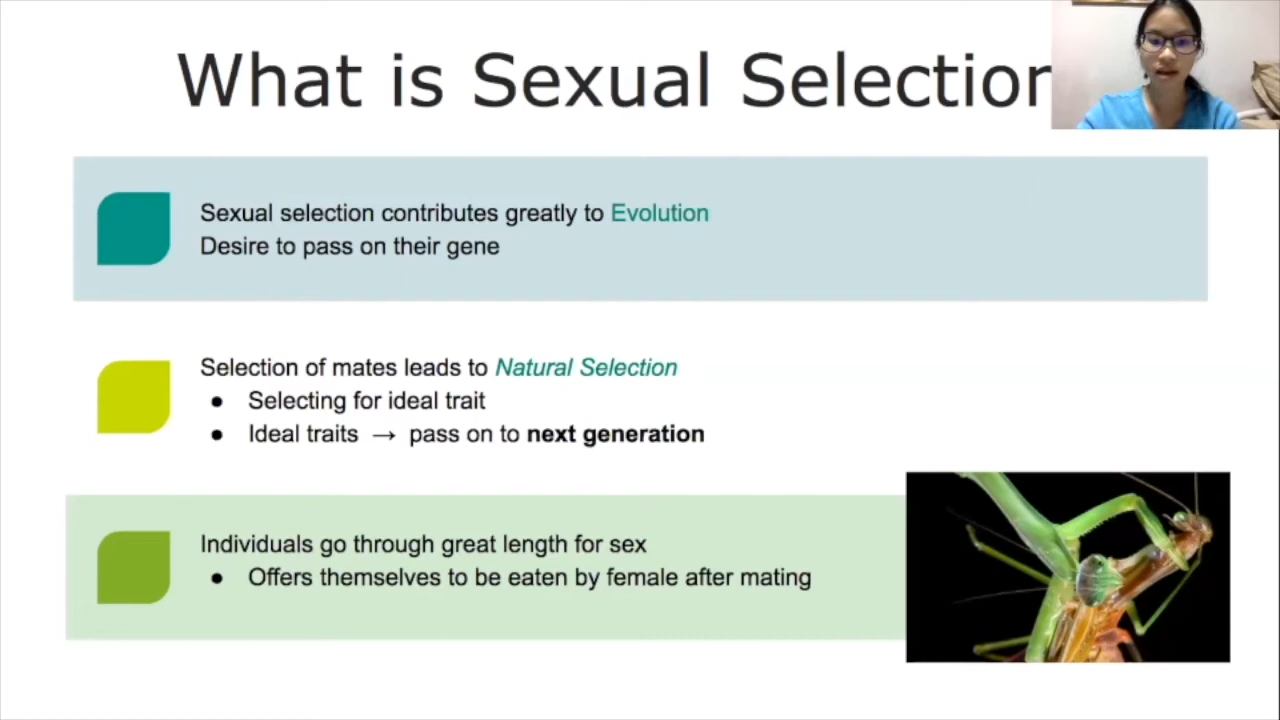 What is Sexual Selection
Sexual selection contributes greatly to Evolution
Desire to pass on their gene
Selection of mates leads to Natural Selection
● Selecting for ideal trait
● Ideal traits → pass on to next generation
Individuals go through great length for sex
● Offers themselves to be eaten by female after mating